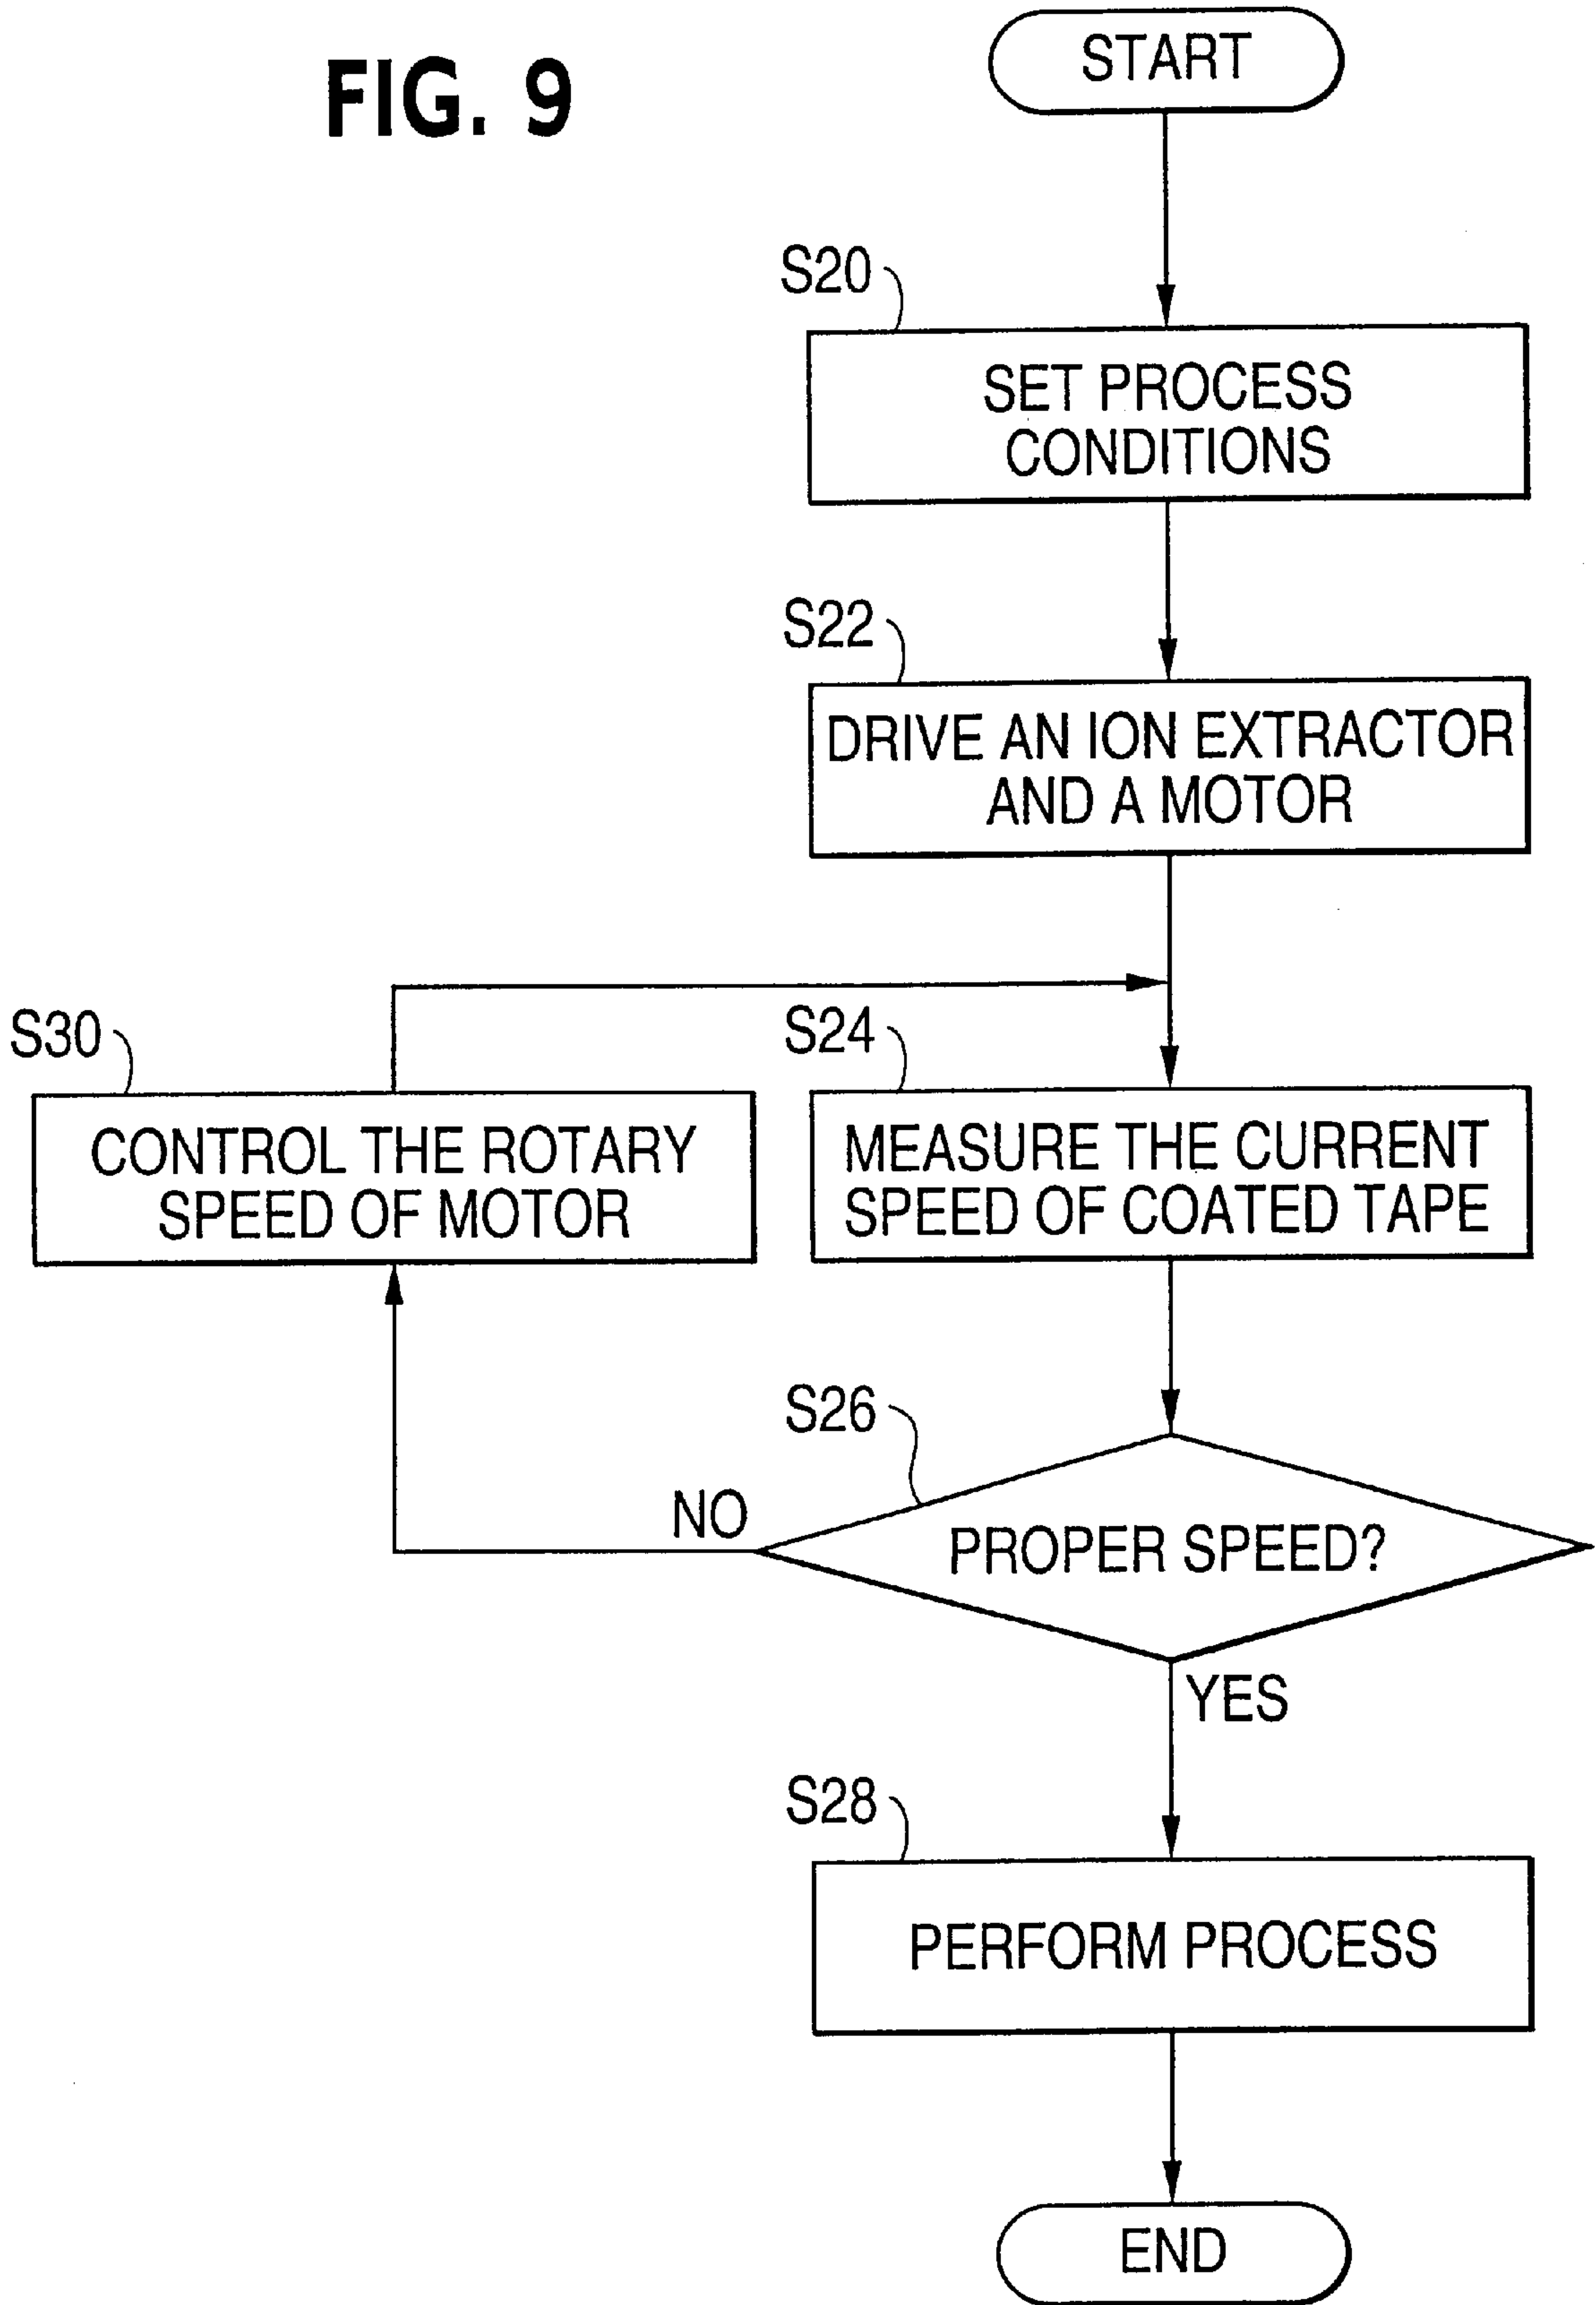 FIG. 9
START
S20
SET PROCESS
CONDITIONS
S22
DRIVE AN ION EXTRACTOR
AND A MOTOR
S30
CONTROL THE ROTARY
SPEED OF MOTOR
S24
MEASURE THE CURRENT
SPEED OF COATED TAPE
S26
NO
PROPER SPEED?
YES
S28
PERFORM PROCESS
END